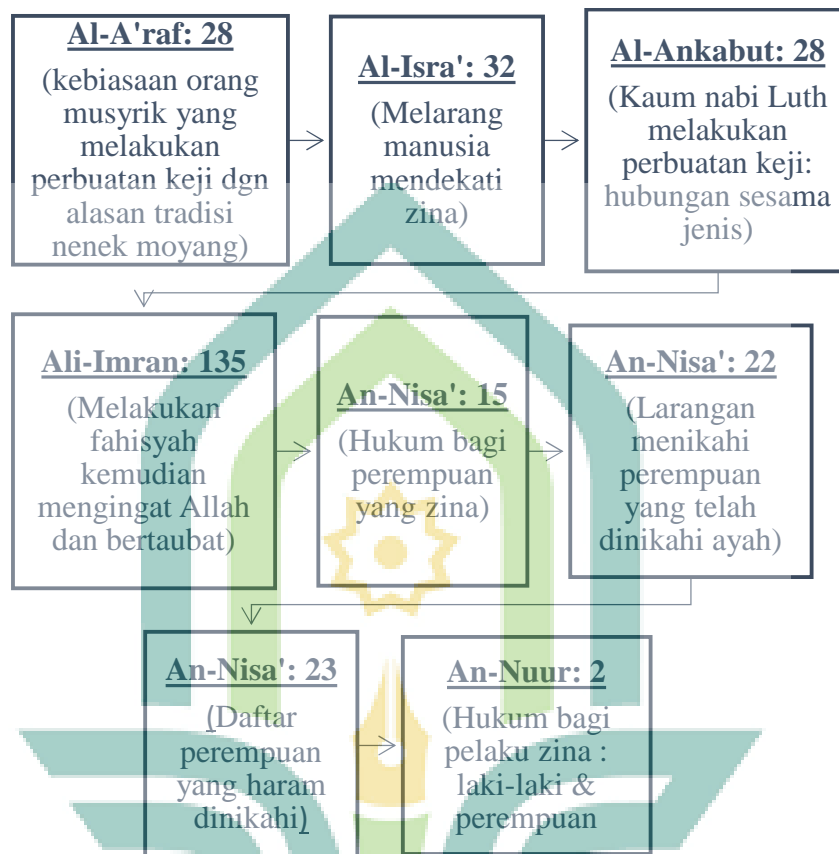 Al-A'raf: 28
(kebiasaan orang
musyrik yang
melakukan
perbuatan keji dgn
alasan tradisi
nenek moyang)
Al-Isra': 32
(Melarang
manusia
mendekati
zina)
Al-Ankabut: 28
(Kaum nabi Luth
melakukan
perbuatan keji:
hubungan sesama
jenis)
Ali-Imran: 135
(Melakukan
fahisyah
kemudian
mengingat Allah
dan bertaubat)
An-Nisa': 15
(Hukum bagi
perempuan
yang zina)
An-Nisa': 22
(Larangan
menikahi
perempuan
yang telah
dinikahi ayah)
An-Nisa': 23
(Daftar
perempuan
yang haram
dinikahi)
An-Nuur: 2
(Hukum bagi
pelaku zina :
laki-laki &
perempuan